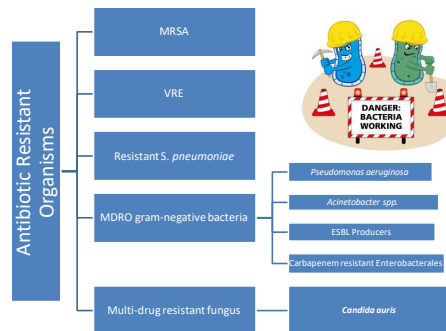 Antibiotic Resistant
Organisms
MRSA
VRE
Resistant S. pneumoniae
MDRO gram-negative bacteria
Pseudomonas aeruginosa
Acinetobacter spp.
ESBL Producers
Carbapenem resistant Enterobacterales
Multi-drug resistant fungus
Candida auris
DANGER:
BACTERIA
WORKING